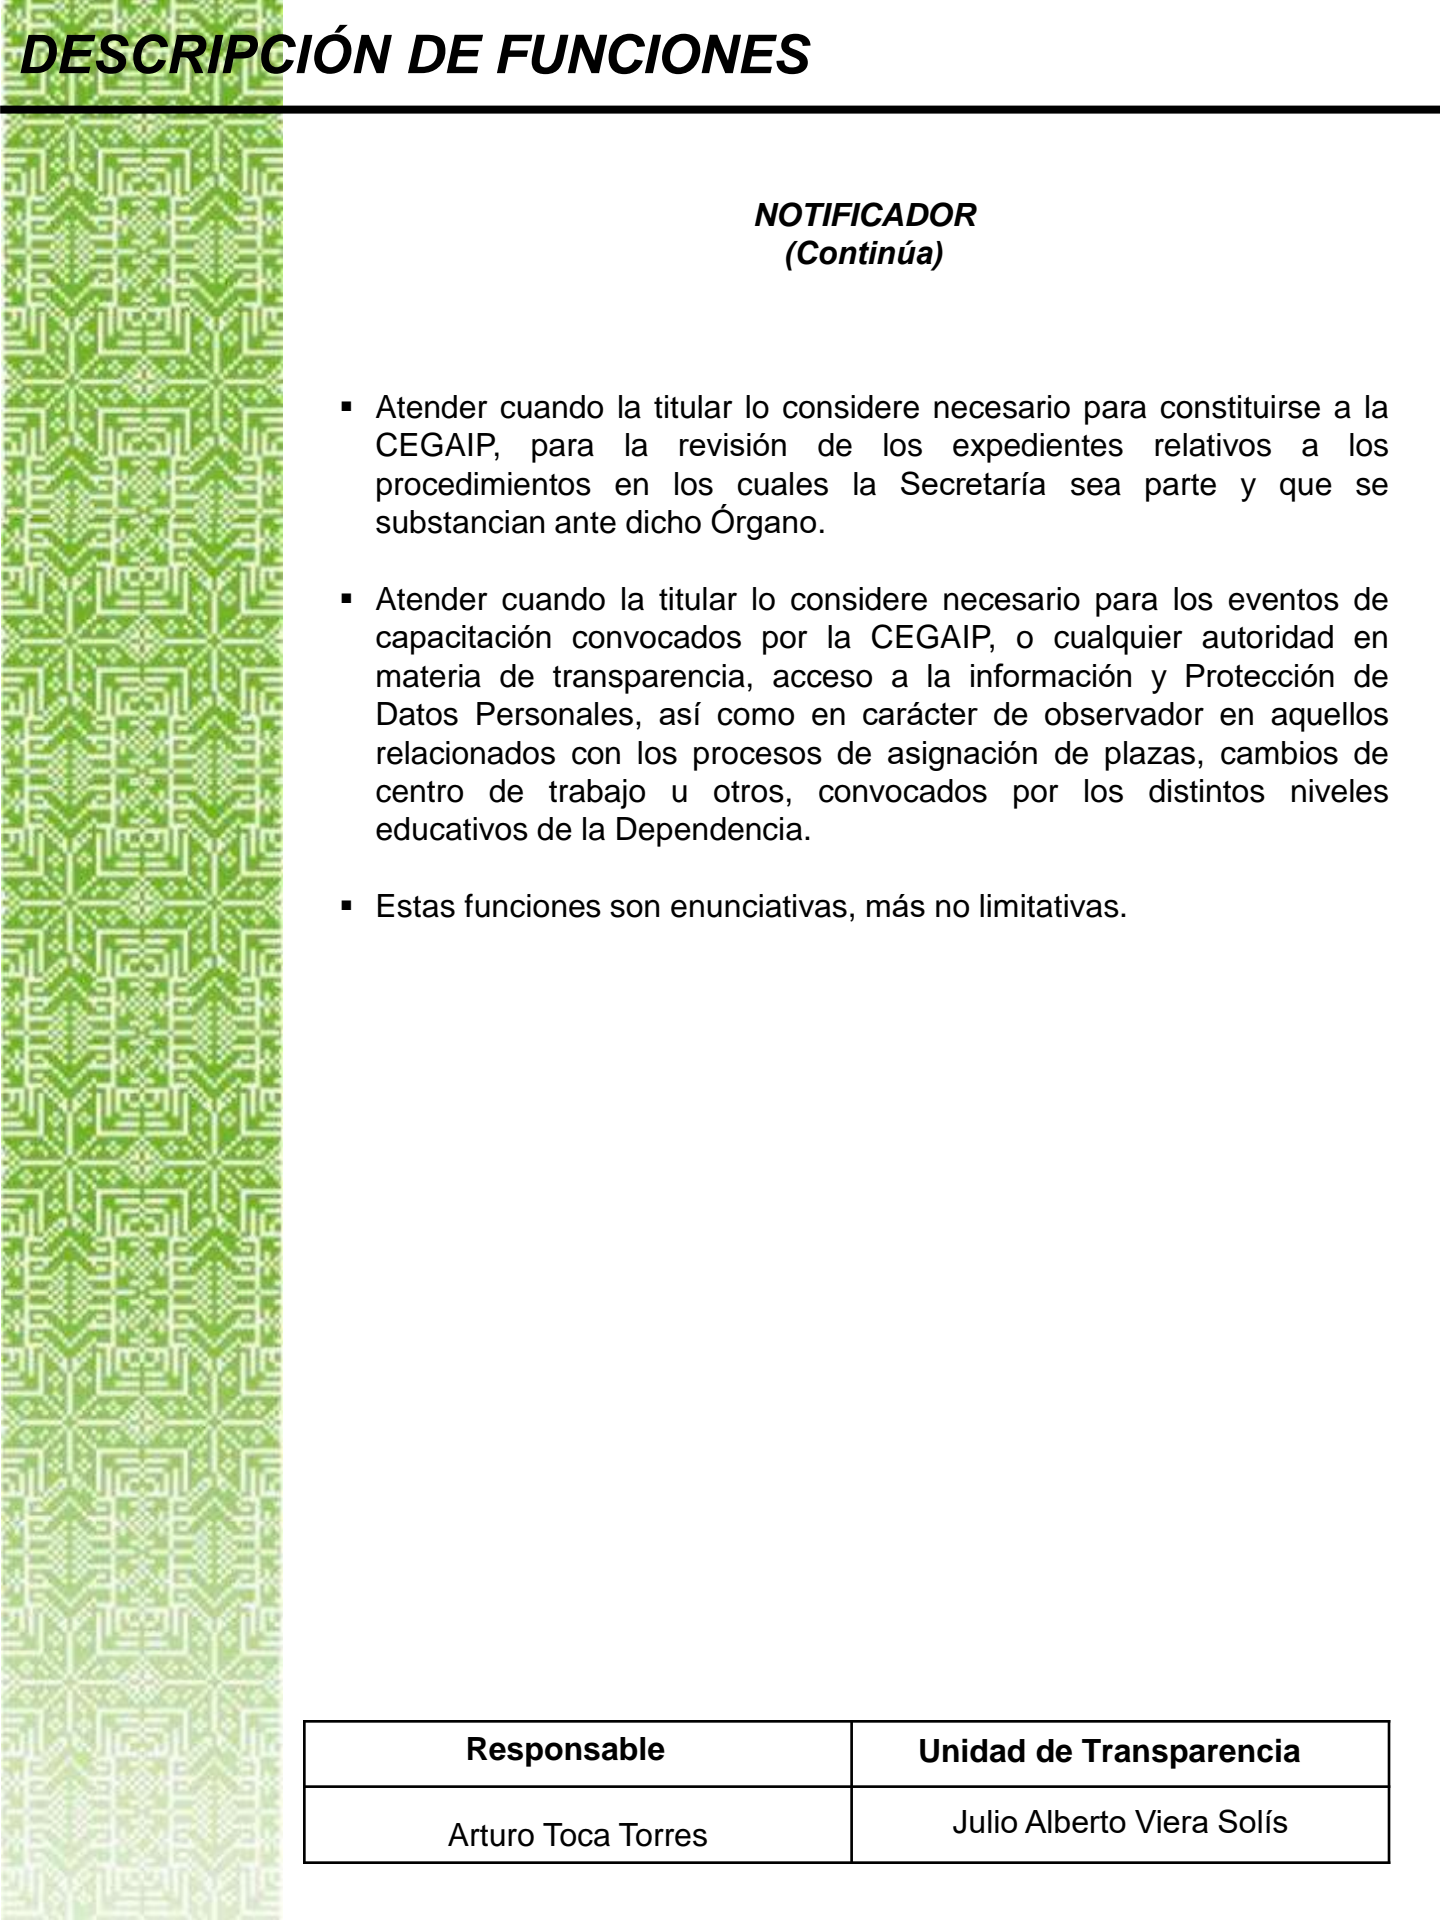 DESCRIPCIÓN DE FUNCIONES
NOTIFICADOR
(Continúa)
▪ Atender cuando la titular lo considere necesario para constituirse a la
CEGAIP, para la revisión de los expedientes relativos a los
procedimientos en los cuales la Secretaría sea parte y que se
substancian ante dicho Órgano.
▪ Atender cuando la titular lo considere necesario para los eventos de
capacitación convocados por la CEGAIP, o cualquier autoridad en
materia de transparencia, acceso a la información y Protección de
Datos Personales, así como en carácter de observador en aquellos
relacionados con los procesos de asignación de plazas, cambios de
centro de trabajo u otros, convocados por los distintos niveles
educativos de la Dependencia.
▪ Estas funciones son enunciativas, más no limitativas.
Responsable
Unidad de Transparencia
Arturo Toca Torres
Julio Alberto Viera Solís